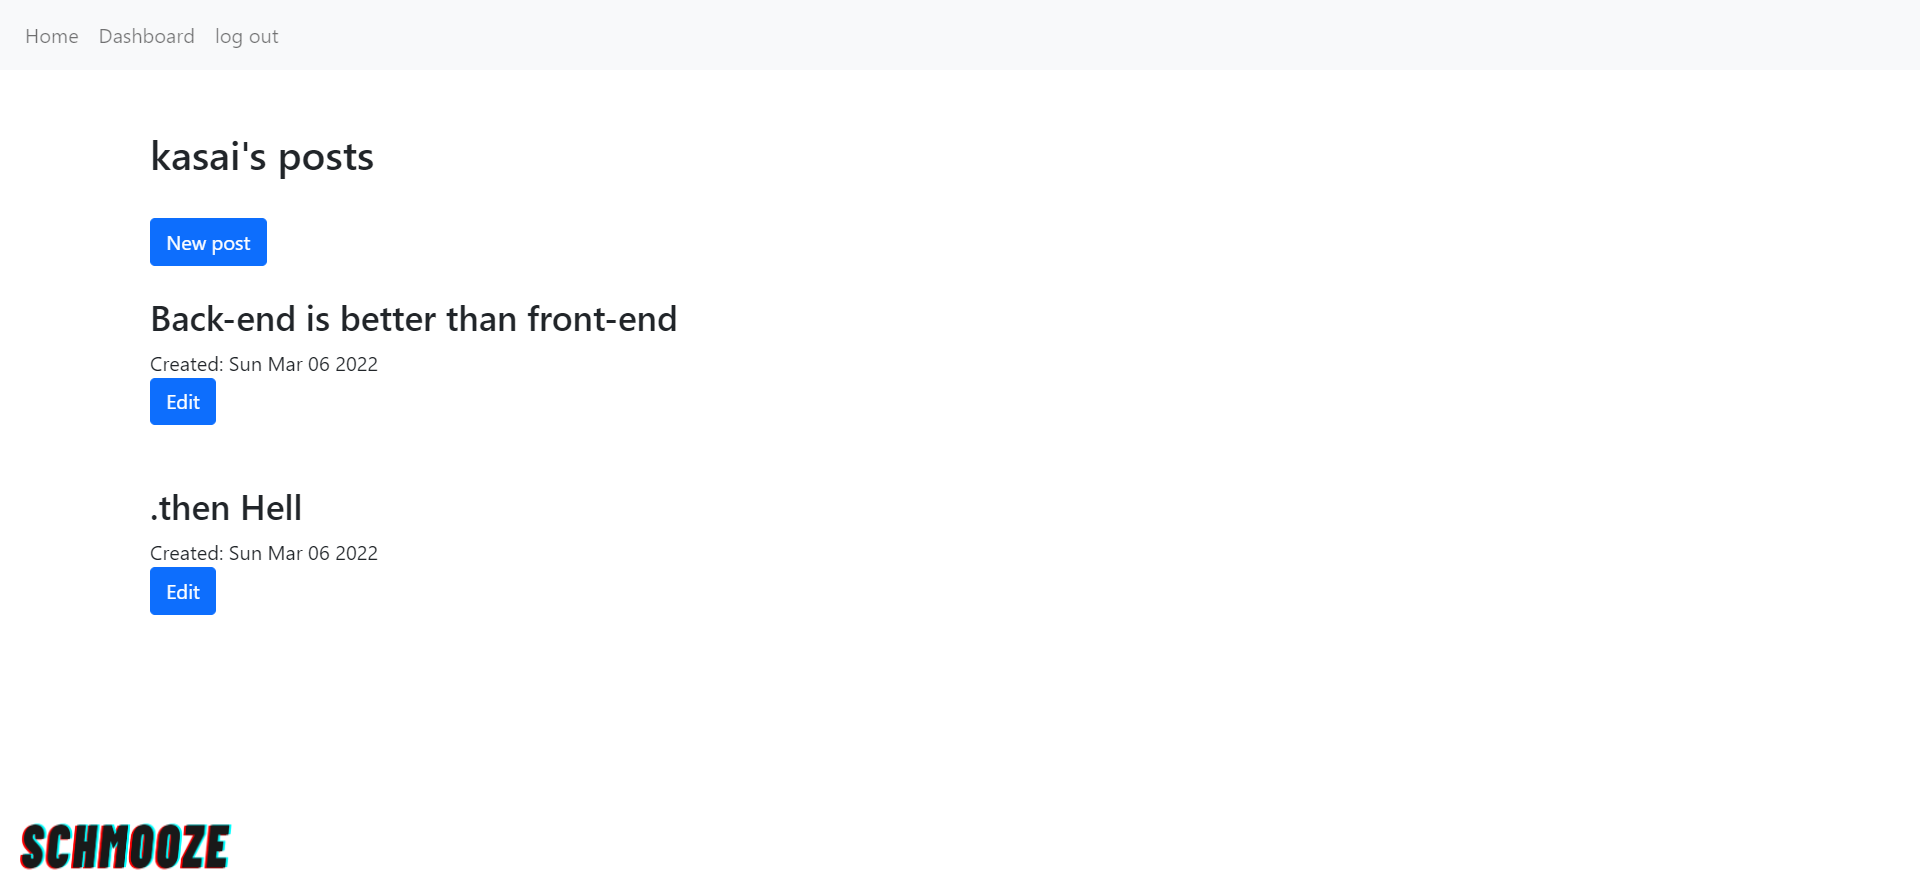 Home Dashboard log out
kasai's posts
New post
Back-end is better than front-end
Created: Sun Mar 06 2022
Edit
.then Hell
Created: Sun Mar 06 2022
Edit
SCHMOOZE